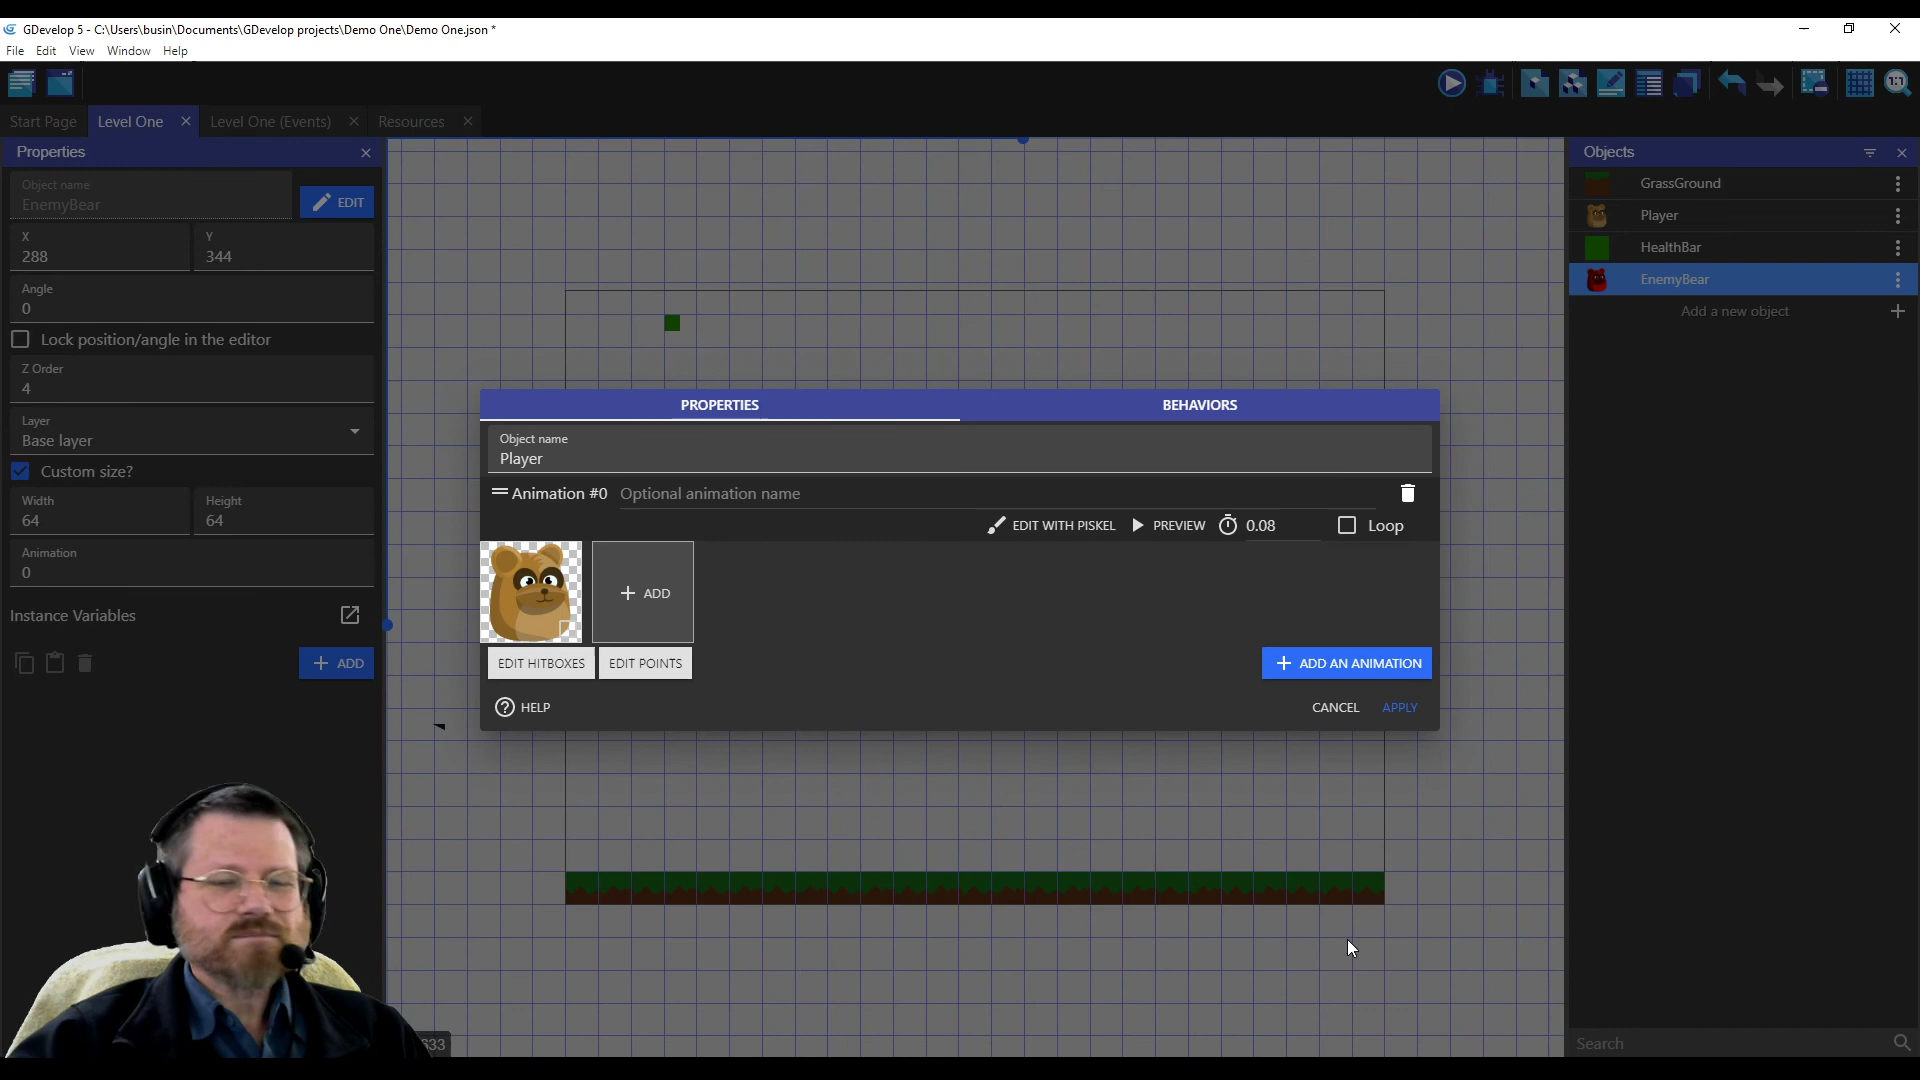 GDevelop 5 - C:\Users\busin\Documents\GDevelop projects\Demo One\Demo One.json *
File Edit View Window Help
1:1
Start Page Level One Level One (Events) Resources
Properties
Object name
EnemyBear
EDIT
X
288
Y
344
Angle
0
Lock position/angle in the editor
Z Order
4
Layer
Base layer
Custom size?
Width
64
Height
64
Animation
0
Instance Variables
ADD
PROPERTIES BEHAVIORS
Object name
Player
Animation #0 Optional animation name
EDIT WITH PISKEL PREVIEW 0.08 Loop
ADD
EDIT HITBOXES EDIT POINTS ADD AN ANIMATION
HELP CANCEL APPLY
Objects
GrassGround
Player
HealthBar
EnemyBear
Add a new object
Search
633